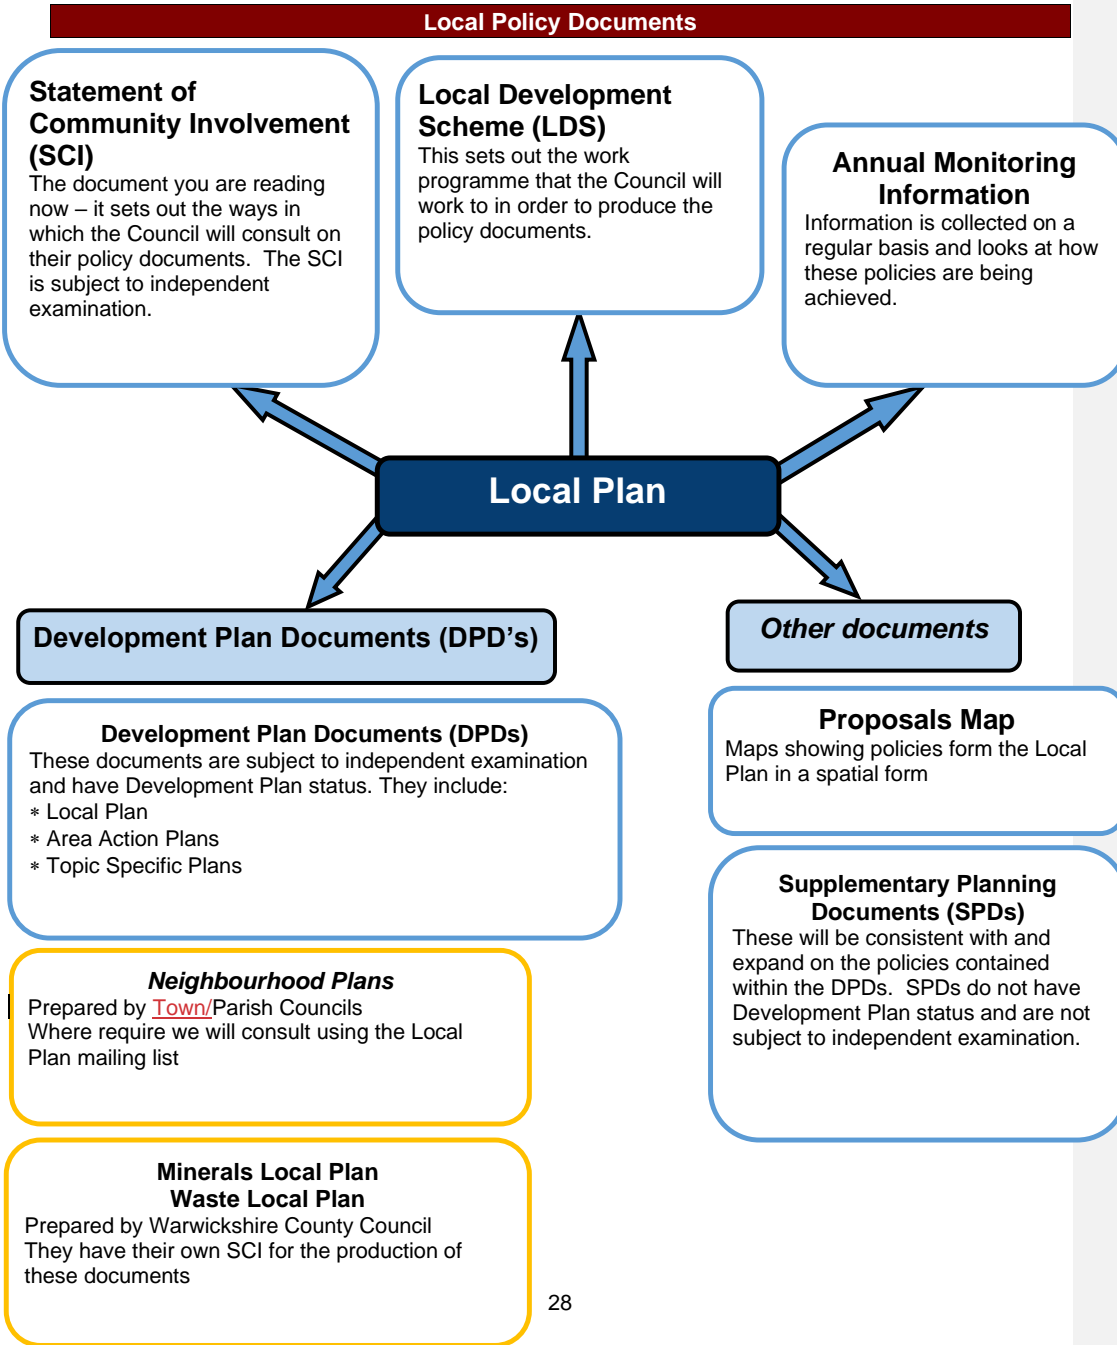 Local Policy Documents
Statement of
Community Involvement
(SCI)
The document you are reading
now – it sets out the ways in
which the Council will consult on
their policy documents.  The SCI
is subject to independent
examination.
Local Development
Scheme (LDS)
This sets out the work
programme that the Council will
work to in order to produce the
policy documents.
Annual Monitoring
Information
Information is collected on a
regular basis and looks at how
these policies are being
achieved.
Local Plan
Development Plan Documents (DPD’s)
Other documents
Development Plan Documents (DPDs)
These documents are subject to independent examination
and have Development Plan status. They include:
* Local Plan
* Area Action Plans
* Topic Specific Plans
Proposals Map
Maps showing policies form the Local
Plan in a spatial form
Supplementary Planning
Documents (SPDs)
These will be consistent with and
expand on the policies contained
within the DPDs.  SPDs do not have
Development Plan status and are not
subject to independent examination.
Neighbourhood Plans
Prepared by Town/Parish Councils
Where require we will consult using the Local
Plan mailing list
Minerals Local Plan
Waste Local Plan
Prepared by Warwickshire County Council
They have their own SCI for the production of
these documents
28